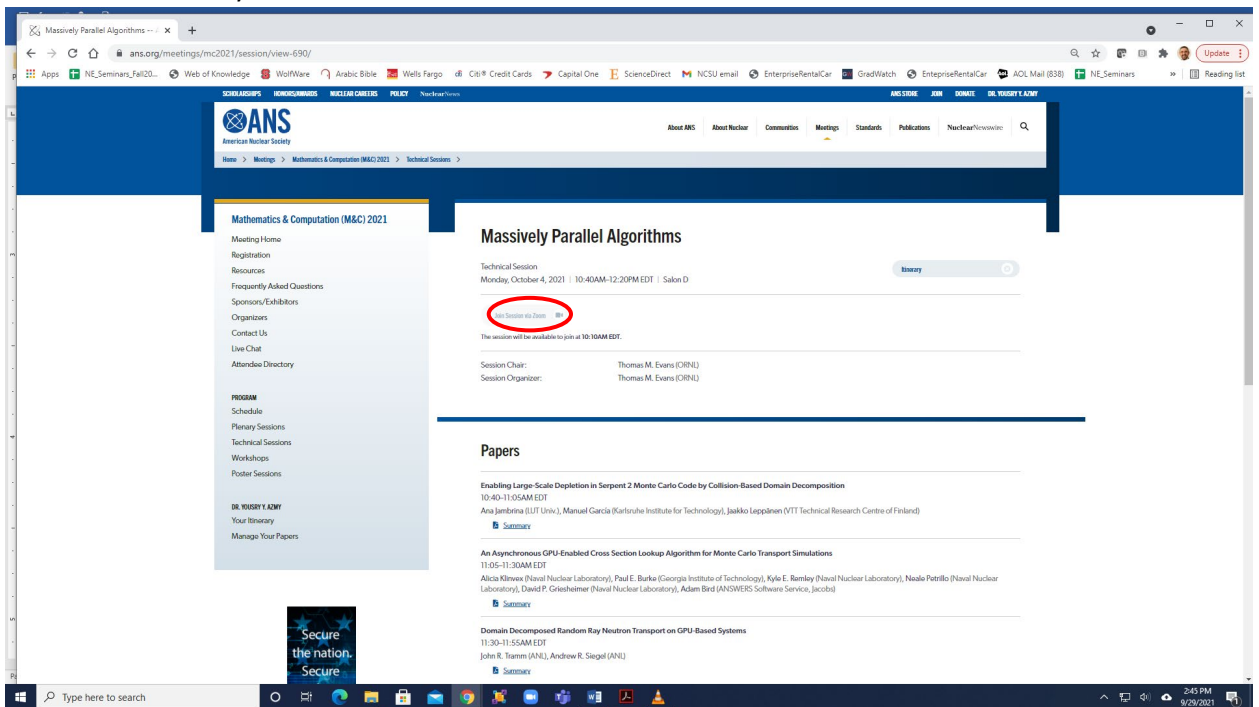 Massively Parallel Algorithms -- A
ans.org/meetings/mc2021/session/view-690/
Update
Apps NE_Seminars_Fall20... Web of Knowledge WolfWare Arabic Bible Wells Fargo Citi® Credit Cards Capital One ScienceDirect NCSU email EnterpriseRentalCar GradWatch EntepriseRentalCar AOL Mail (838) NE_Seminars » Reading list
SCHOLARSHIPS HONORS/AWARDS NUCLEAR CAREERS POLICY NuclearNews ANS STORE JOIN DONATE DR. YOUSRY Y. AZMY
ANS
American Nuclear Society
About ANS About Nuclear Communities Meetings Standards Publications NuclearNewswire
Home > Meetings > Mathematics & Computation (M&C) 2021 > Technical Sessions >
Mathematics & Computation (M&C) 2021
Meeting Home
Registration
Resources
Frequently Asked Questions
Sponsors/Exhibitors
Organizers
Contact Us
Live Chat
Attendee Directory
PROGRAM
Schedule
Plenary Sessions
Technical Sessions
Workshops
Poster Sessions
DR. YOUSRY Y. AZMY
Your Itinerary
Manage Your Papers
Secure
the nation.
Secure
Massively Parallel Algorithms
Technical Session
Monday, October 4, 2021 | 10:40AM–12:20PM EDT | Salon D
Itinerary
Join Session via Zoom
The session will be available to join at 10:10AM EDT.
Session Chair: Thomas M. Evans (ORNL)
Session Organizer: Thomas M. Evans (ORNL)
Papers
Enabling Large-Scale Depletion in Serpent 2 Monte Carlo Code by Collision-Based Domain Decomposition
10:40–11:05AM EDT
Ana Jambrina (LUT Univ.), Manuel García (Karlsruhe Institute for Technology), Jaakko Leppänen (VTT Technical Research Centre of Finland)
Summary
An Asynchronous GPU-Enabled Cross Section Lookup Algorithm for Monte Carlo Transport Simulations
11:05–11:30AM EDT
Alicia Klinvex (Naval Nuclear Laboratory), Paul E. Burke (Georgia Institute of Technology), Kyle E. Remley (Naval Nuclear Laboratory), Neale Petrillo (Naval Nuclear
Laboratory), David P. Griesheimer (Naval Nuclear Laboratory), Adam Bird (ANSWERS Software Service, Jacobs)
Summary
Domain Decomposed Random Ray Neutron Transport on GPU-Based Systems
11:30–11:55AM EDT
John R. Tramm (ANL), Andrew R. Siegel (ANL)
Summary
Type here to search
2:45 PM
9/29/2021